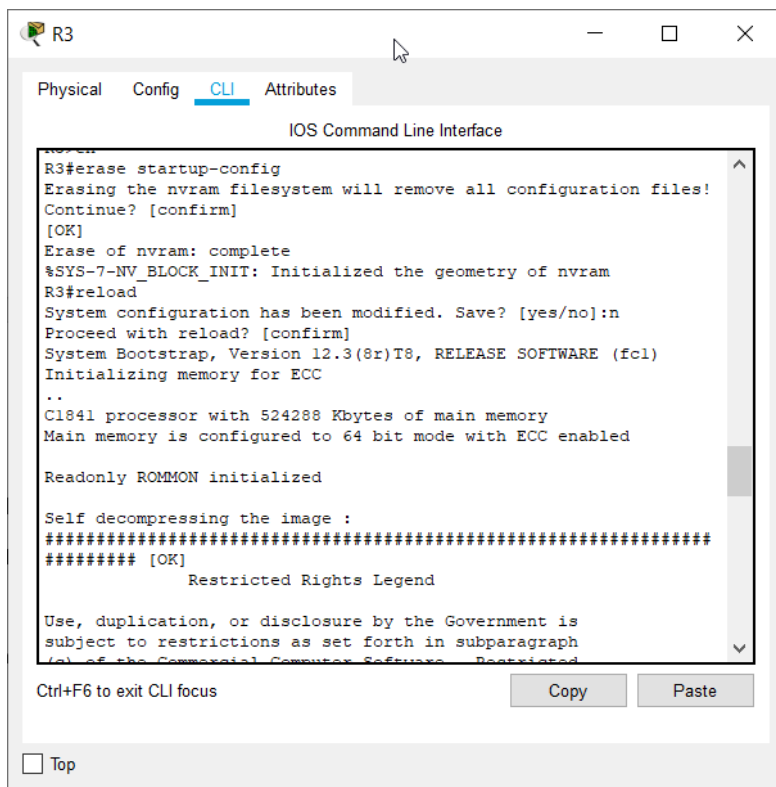 R3
Physical Config CLI Attributes
IOS Command Line Interface
R3#erase startup-config
Erasing the nvram filesystem will remove all configuration files!
Continue? [confirm]
[OK]
Erase of nvram: complete
%SYS-7-NV_BLOCK_INIT: Initialized the geometry of nvram
R3#reload
System configuration has been modified. Save? [yes/no]:n
Proceed with reload? [confirm]
System Bootstrap, Version 12.3(8r)T8, RELEASE SOFTWARE (fc1)
Initializing memory for ECC
..
C1841 processor with 524288 Kbytes of main memory
Main memory is configured to 64 bit mode with ECC enabled
Readonly ROMMON initialized
Self decompressing the image :
#################################################################
######### [OK]
Restricted Rights Legend
Use, duplication, or disclosure by the Government is
subject to restrictions as set forth in subparagraph
(c) of the Commercial Computer Software - Restricted
Ctrl+F6 to exit CLI focus
Copy Paste
Top